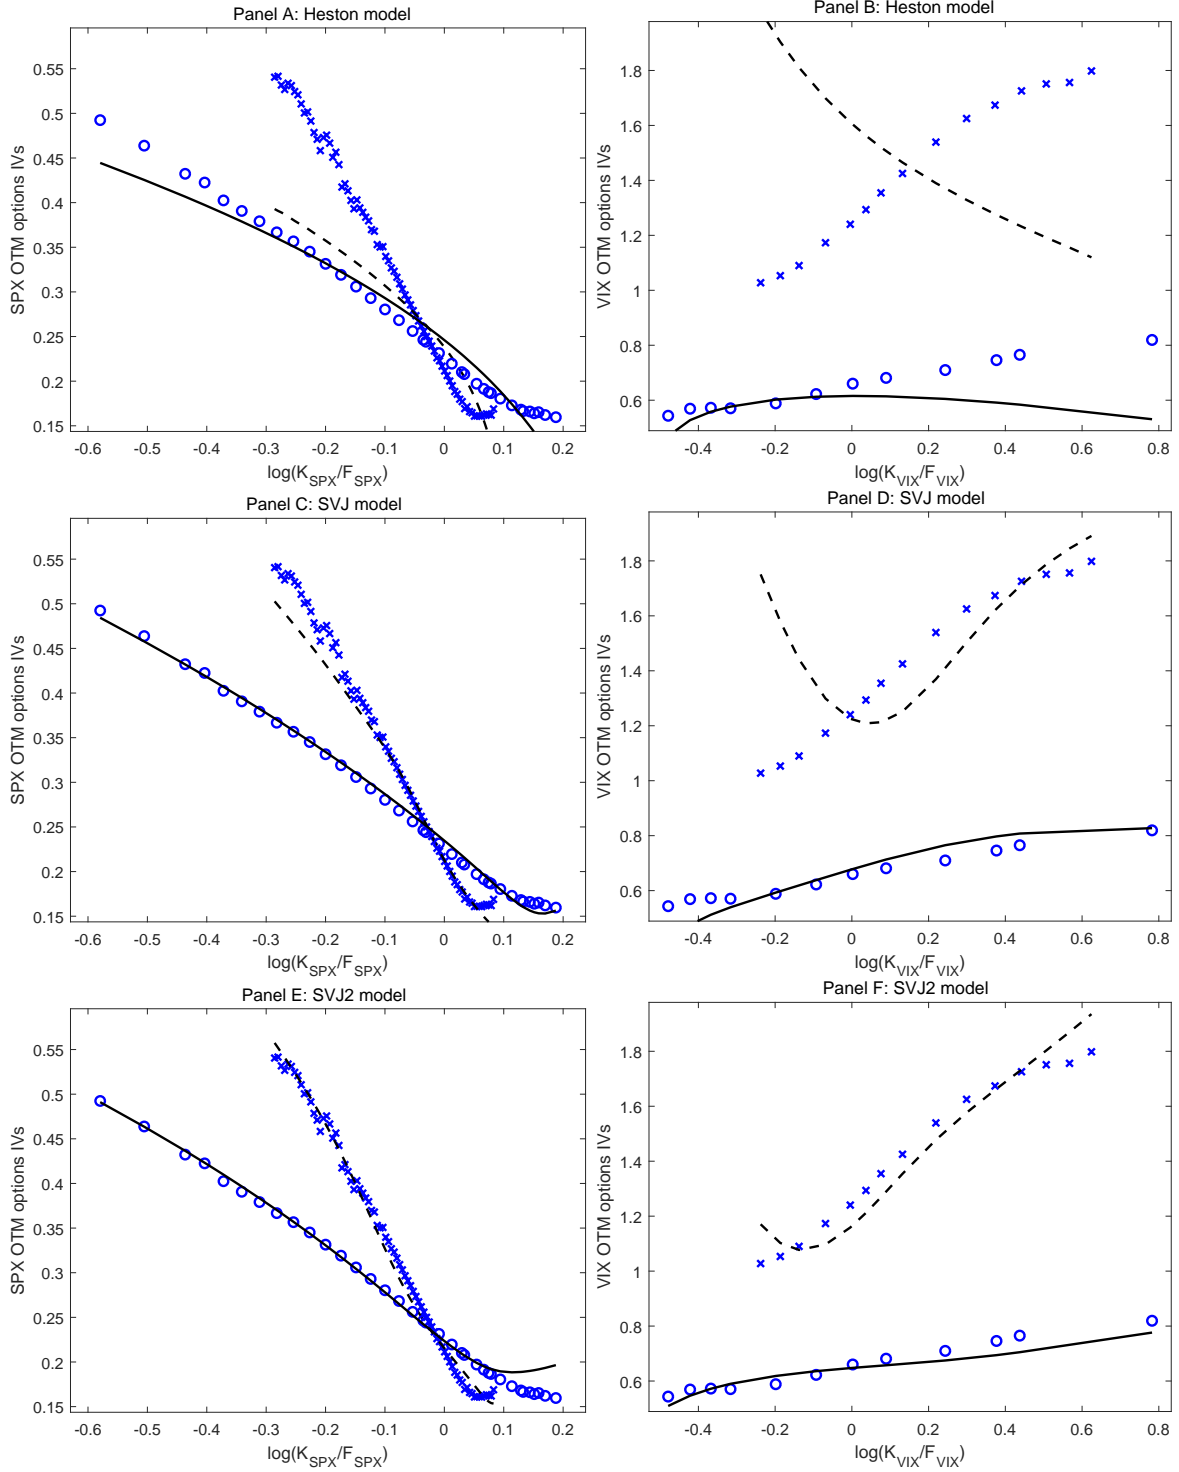 Panel A: Heston model
SPX OTM options IVs
0.55
0.5
0.45
0.4
0.35
0.3
0.25
0.2
0.15
-0.6 -0.5 -0.4 -0.3 -0.2 -0.1 0 0.1 0.2
log(K_SPX/F_SPX)
Panel B: Heston model
VIX OTM options IVs
1.8
1.6
1.4
1.2
1
0.8
0.6
-0.4 -0.2 0 0.2 0.4 0.6 0.8
log(K_VIX/F_VIX)
Panel C: SVJ model
SPX OTM options IVs
0.55
0.5
0.45
0.4
0.35
0.3
0.25
0.2
0.15
-0.6 -0.5 -0.4 -0.3 -0.2 -0.1 0 0.1 0.2
log(K_SPX/F_SPX)
Panel D: SVJ model
VIX OTM options IVs
1.8
1.6
1.4
1.2
1
0.8
0.6
-0.4 -0.2 0 0.2 0.4 0.6 0.8
log(K_VIX/F_VIX)
Panel E: SVJ2 model
SPX OTM options IVs
0.55
0.5
0.45
0.4
0.35
0.3
0.25
0.2
0.15
-0.6 -0.5 -0.4 -0.3 -0.2 -0.1 0 0.1 0.2
log(K_SPX/F_SPX)
Panel F: SVJ2 model
VIX OTM options IVs
1.8
1.6
1.4
1.2
1
0.8
0.6
-0.4 -0.2 0 0.2 0.4 0.6 0.8
log(K_VIX/F_VIX)